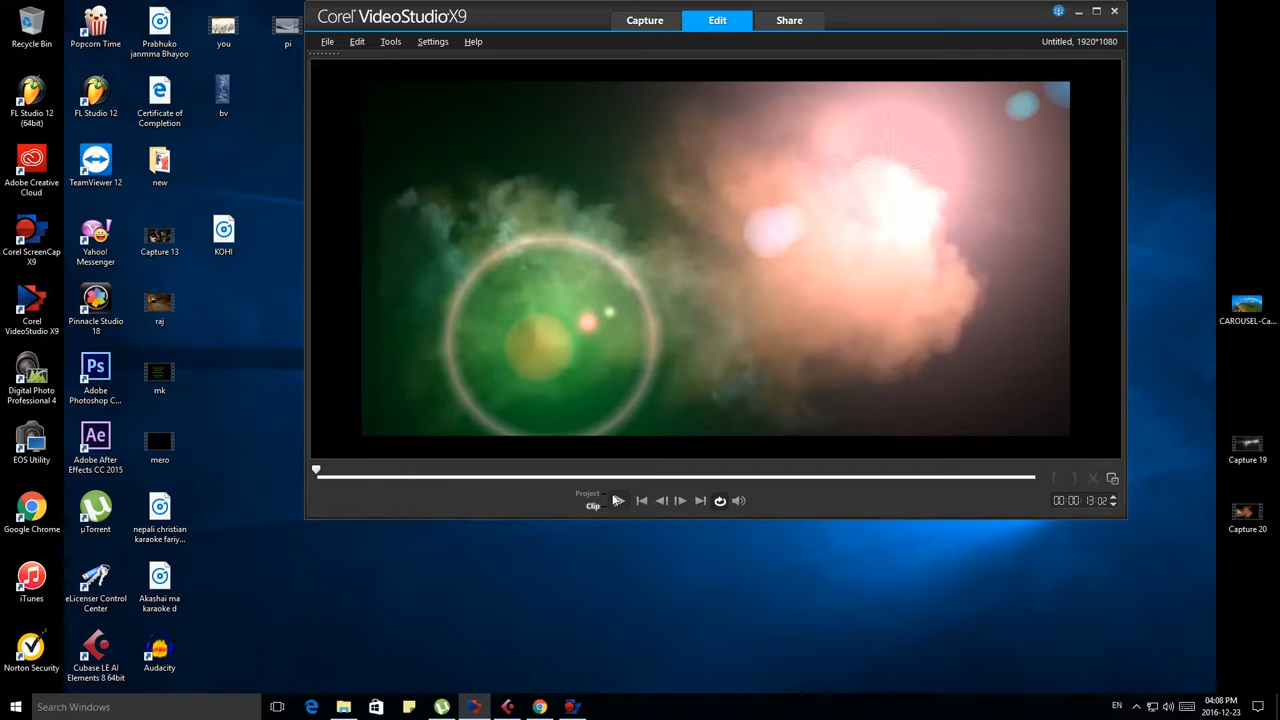 Recycle Bin
Popcorn Time
Prabhuko
janmma Bhayoo
you
pi
FL Studio 12
(64bit)
FL Studio 12
Certificate of
Completion
bv
Adobe Creative
Cloud
TeamViewer 12
new
Corel ScreenCap
X9
Yahoo!
Messenger
Capture 13
KOHI
Corel
VideoStudio X9
Pinnacle Studio
18
raj
Digital Photo
Professional 4
Ps
Adobe
Photoshop C...
mk
EOS Utility
Ae
Adobe After
Effects CC 2015
mero
Google Chrome
µTorrent
nepali christian
karaoke fariy...
iTunes
eLicenser Control
Center
Akashai ma
karaoke d
Norton Security
Cubase LE AI
Elements 8 64bit
Audacity
Corel VideoStudio X9
Capture
Edit
Share
File
Edit
Tools
Settings
Help
Untitled, 1920*1080
Project
Clip
00:00: 13:02
CAROUSEL-Ca...
Capture 19
Capture 20
Search Windows
EN
04:08 PM
2016-12-23